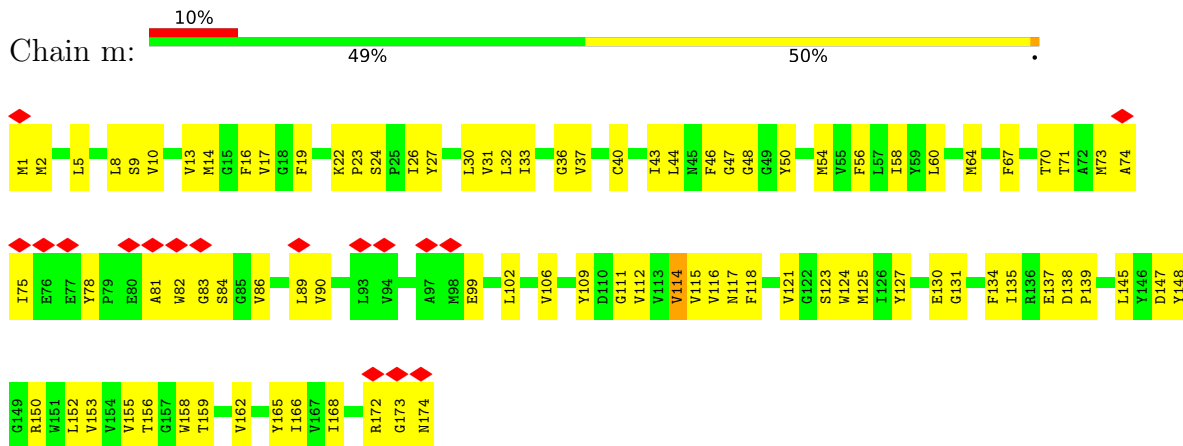 10%
Chain m:
49% 50% •
M1 M2 L5 L8 S9 V10 V13 M14 G15 F16 V17 G18 F19 K22 P23 S24 P25 I26 Y27 L30 V31 L32 I33 G36 V37 C40 I43 L44 N45 F46 G47 G48 G49 Y50 M54 V55 F56 L57 I58 Y59 L60 M64 F67 T70 T71 A72 M73 A74
I75 E76 E77 Y78 P79 E80 A81 W82 G83 S84 G85 V86 L89 V90 L93 V94 A97 M98 E99 L102 V106 Y109 D110 G111 V112 V113 V114 V115 V116 N117 F118 V121 G122 S123 W124 M125 I126 Y127 E130 G131 F134 I135 R136 E137 D138 P139 L145 Y146 D147 Y148
G149 R150 W151 L152 V153 V154 V155 T156 G157 W158 T159 V162 Y165 I166 V167 I168 R172 G173 N174